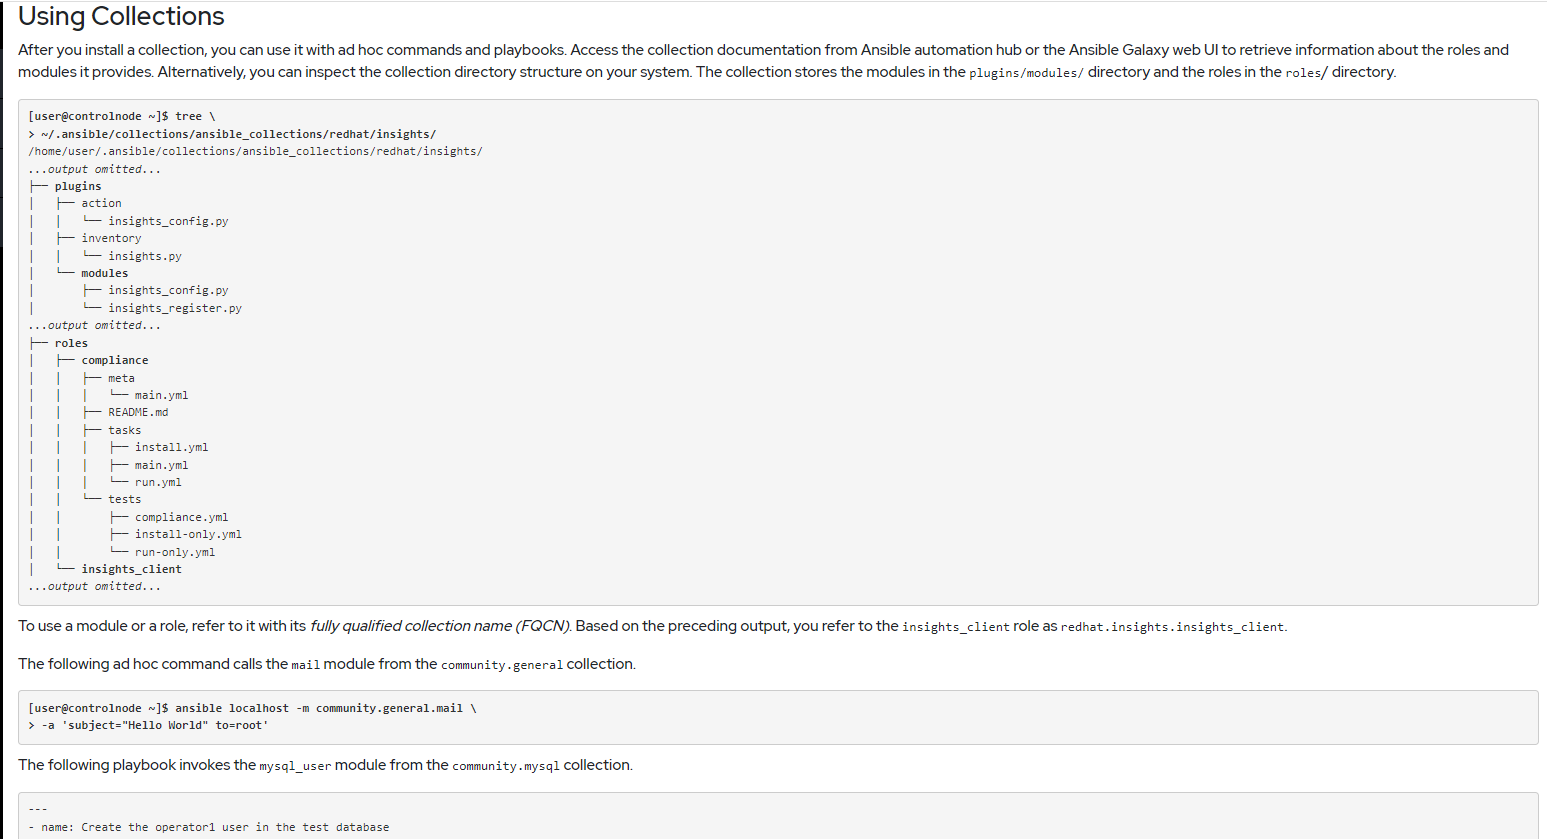 Using Collections
After you install a collection, you can use it with ad hoc commands and playbooks. Access the collection documentation from Ansible automation hub or the Ansible Galaxy web UI to retrieve information about the roles and
modules it provides. Alternatively, you can inspect the collection directory structure on your system. The collection stores the modules in the plugins/modules/ directory and the roles in the roles/ directory.
[user@controlnode ~]$ tree \
> ~/.ansible/collections/ansible_collections/redhat/insights/
/home/user/.ansible/collections/ansible_collections/redhat/insights/
...output omitted...
├── plugins
│   ├── action
│   │   └── insights_config.py
│   ├── inventory
│   │   └── insights.py
│   └── modules
│       ├── insights_config.py
│       └── insights_register.py
...output omitted...
├── roles
│   ├── compliance
│   │   ├── meta
│   │   │   └── main.yml
│   │   ├── README.md
│   │   ├── tasks
│   │   │   ├── install.yml
│   │   │   ├── main.yml
│   │   │   └── run.yml
│   │   └── tests
│   │       ├── compliance.yml
│   │       ├── install-only.yml
│   │       └── run-only.yml
│   └── insights_client
...output omitted...
To use a module or a role, refer to it with its fully qualified collection name (FQCN). Based on the preceding output, you refer to the insights_client role as redhat.insights.insights_client.
The following ad hoc command calls the mail module from the community.general collection.
[user@controlnode ~]$ ansible localhost -m community.general.mail \
> -a 'subject="Hello World" to=root'
The following playbook invokes the mysql_user module from the community.mysql collection.
---
- name: Create the operator1 user in the test database